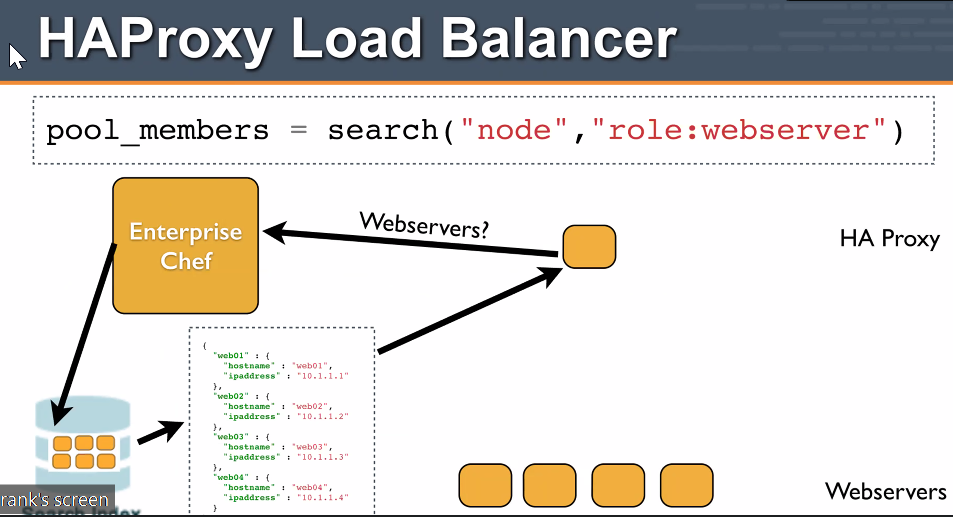 HAProxy Load Balancer
pool_members = search("node","role:webserver")
Enterprise
Chef
Webservers?
HA Proxy
{
"web01" : {
"hostname" : "web01",
"ipaddress" : "10.1.1.1"
},
"web02" : {
"hostname" : "web02",
"ipaddress" : "10.1.1.2"
},
"web03" : {
"hostname" : "web03",
"ipaddress" : "10.1.1.3"
},
"web04" : {
"hostname" : "web04",
"ipaddress" : "10.1.1.4"
}
rank's screen
Search Index
Webservers